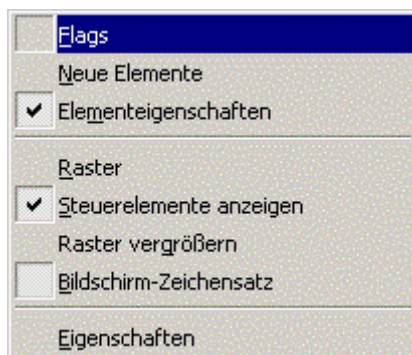 Flags
Neue Elemente
Elementeigenschaften
Raster
Steuerelemente anzeigen
Raster vergrößern
Bildschirm-Zeichensatz
Eigenschaften